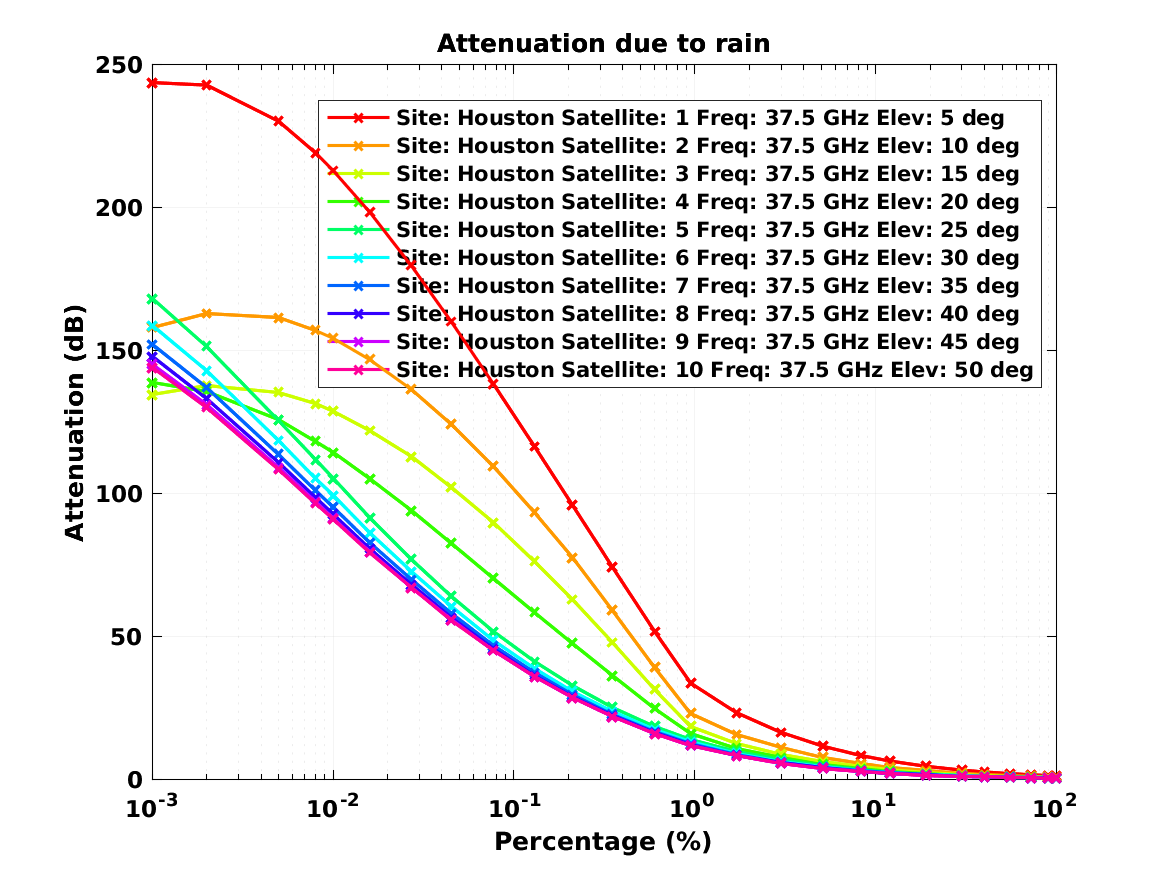 Attenuation due to rain
250
200
150
100
50
0
Attenuation (dB)
Site: Houston Satellite: 1 Freq: 37.5 GHz Elev: 5 deg
Site: Houston Satellite: 2 Freq: 37.5 GHz Elev: 10 deg
Site: Houston Satellite: 3 Freq: 37.5 GHz Elev: 15 deg
Site: Houston Satellite: 4 Freq: 37.5 GHz Elev: 20 deg
Site: Houston Satellite: 5 Freq: 37.5 GHz Elev: 25 deg
Site: Houston Satellite: 6 Freq: 37.5 GHz Elev: 30 deg
Site: Houston Satellite: 7 Freq: 37.5 GHz Elev: 35 deg
Site: Houston Satellite: 8 Freq: 37.5 GHz Elev: 40 deg
Site: Houston Satellite: 9 Freq: 37.5 GHz Elev: 45 deg
Site: Houston Satellite: 10 Freq: 37.5 GHz Elev: 50 deg
10^-3 10^-2 10^-1 10^0 10^1 10^2
Percentage (%)